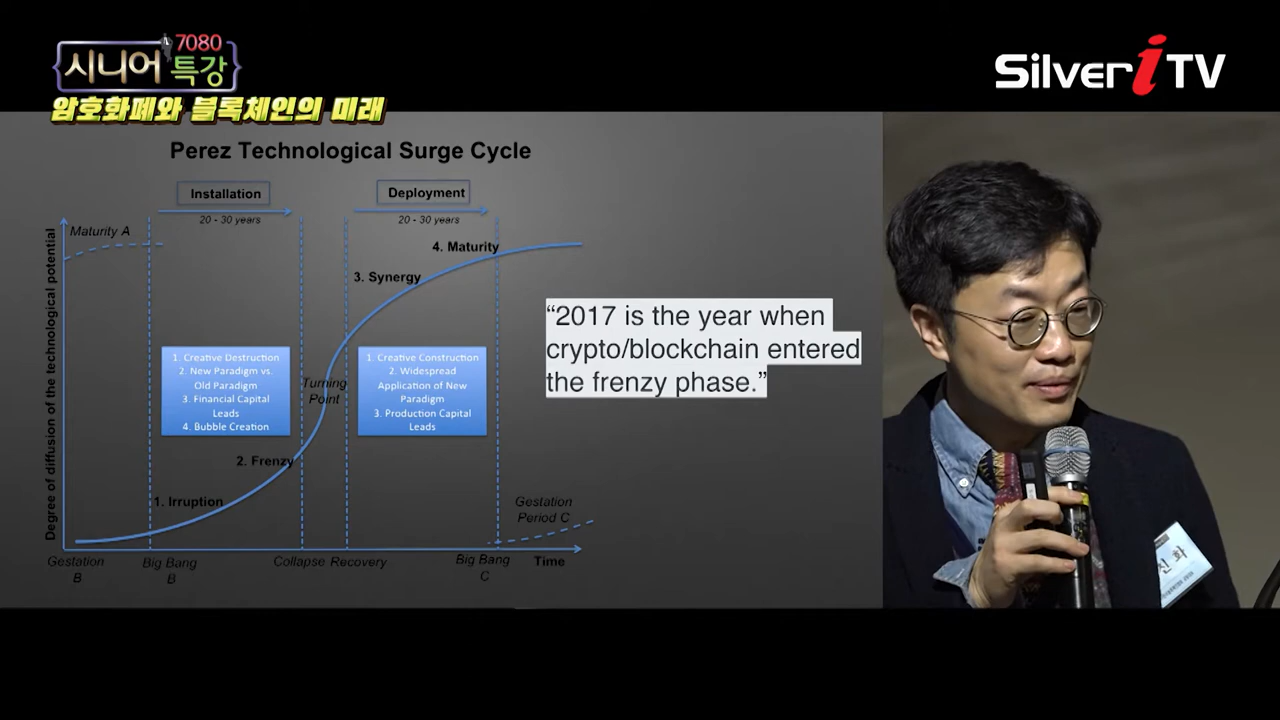 시니어 7080 특강
암호화폐와 블록체인의 미래
Silver i TV
Perez Technological Surge Cycle
Installation
20 - 30 years
Deployment
20 - 30 years
Degree of diffusion of the technological potential
Maturity A
4. Maturity
3. Synergy
1. Creative Destruction
2. New Paradigm vs.
Old Paradigm
3. Financial Capital
Leads
4. Bubble Creation
Turning
Point
1. Creative Construction
2. Widespread
Application of New
Paradigm
3. Production Capital
Leads
2. Frenzy
1. Irruption
Gestation
Period C
Gestation
B
Big Bang
B
Collapse
Recovery
Big Bang
C
Time
“2017 is the year when
crypto/blockchain entered
the frenzy phase.”
진 화